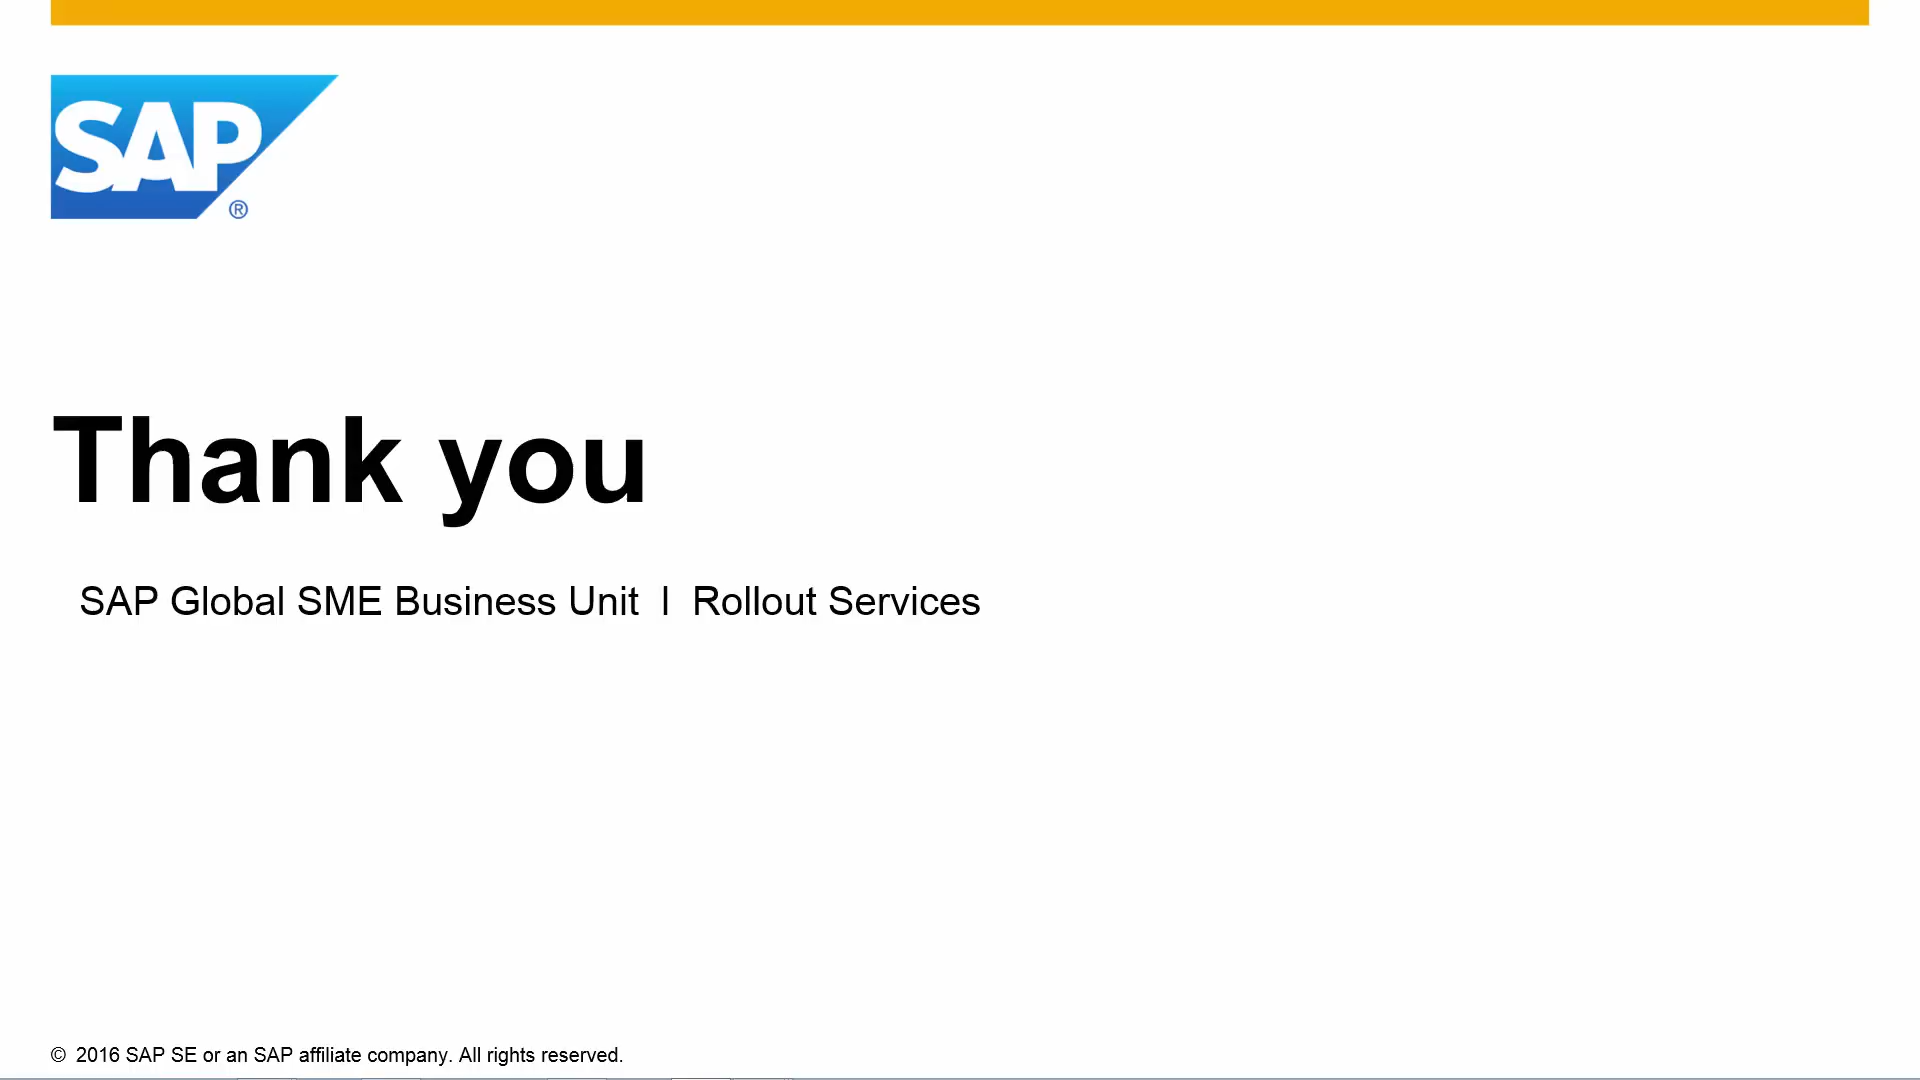 SAP®
Thank you
SAP Global SME Business Unit l Rollout Services
© 2016 SAP SE or an SAP affiliate company. All rights reserved.